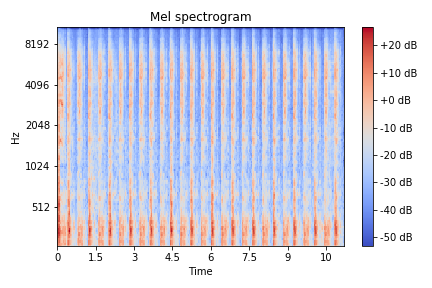 Mel spectrogram
Hz
8192
4096
2048
1024
512
0 1.5 3 4.5 6 7.5 9 10
Time
+20 dB
+10 dB
+0 dB
-10 dB
-20 dB
-30 dB
-40 dB
-50 dB